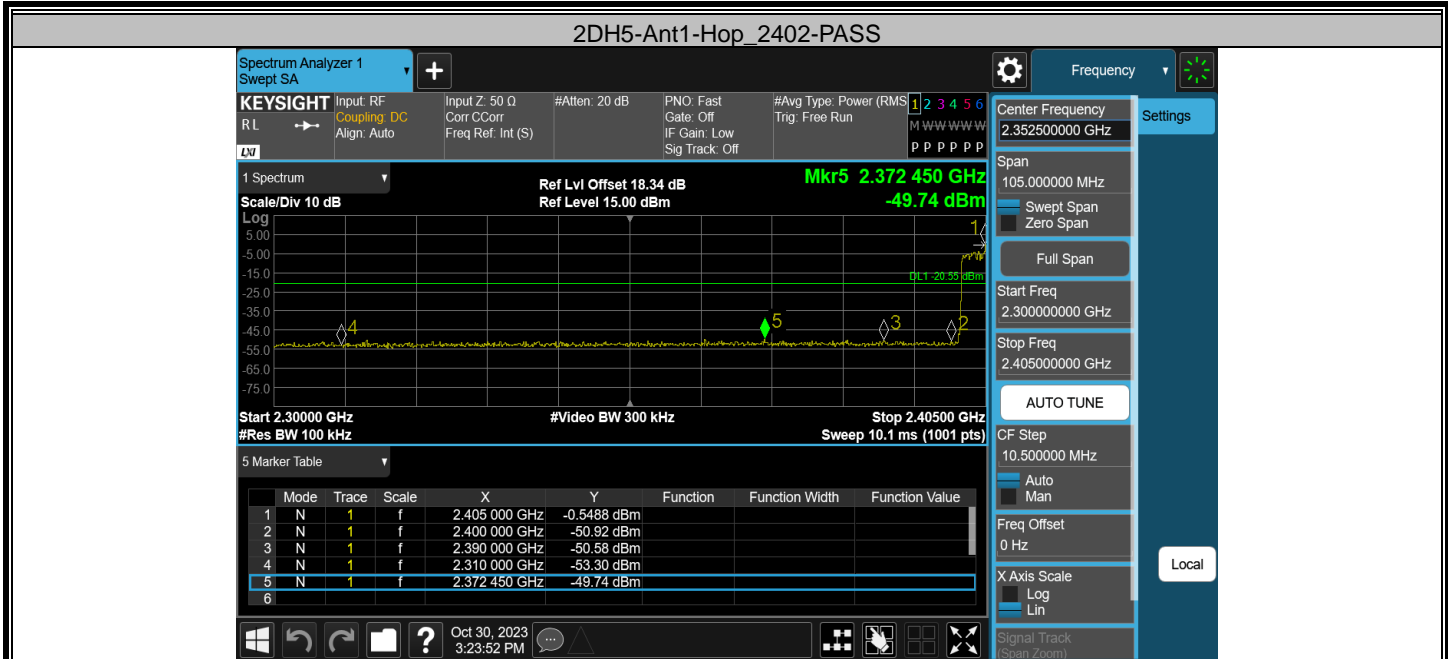 2DH5-Ant1-Hop_2402-PASS
Spectrum Analyzer 1
Swept SA
Frequency
KEYSIGHT
RL
LXI
Input: RF
Coupling: DC
Align: Auto
Input Z: 50 Ω
Corr CCorr
Freq Ref: Int (S)
#Atten: 20 dB
PNO: Fast
Gate: Off
IF Gain: Low
Sig Track: Off
#Avg Type: Power (RMS
Trig: Free Run
1 2 3 4 5 6
M W W W W W
P P P P P P
1 Spectrum
Scale/Div 10 dB
Ref Lvl Offset 18.34 dB
Ref Level 15.00 dBm
Mkr5 2.372 450 GHz
-49.74 dBm
Log
5.00
-5.00
-15.0
-25.0
-35.0
-45.0
-55.0
-65.0
-75.0
1
DL1 -20.55 dBm
4
5
3
2
Start 2.30000 GHz
#Res BW 100 kHz
#Video BW 300 kHz
Stop 2.40500 GHz
Sweep 10.1 ms (1001 pts)
5 Marker Table
Mode Trace Scale X Y Function Function Width Function Value
1 N 1 f 2.405 000 GHz -0.5488 dBm
2 N 1 f 2.400 000 GHz -50.92 dBm
3 N 1 f 2.390 000 GHz -50.58 dBm
4 N 1 f 2.310 000 GHz -53.30 dBm
5 N 1 f 2.372 450 GHz -49.74 dBm
6
Oct 30, 2023
3:23:52 PM
Center Frequency
2.352500000 GHz
Settings
Span
105.000000 MHz
Swept Span
Zero Span
Full Span
Start Freq
2.300000000 GHz
Stop Freq
2.405000000 GHz
AUTO TUNE
CF Step
10.500000 MHz
Auto
Man
Freq Offset
0 Hz
X Axis Scale
Log
Lin
Local
Signal Track
(Span Zoom)